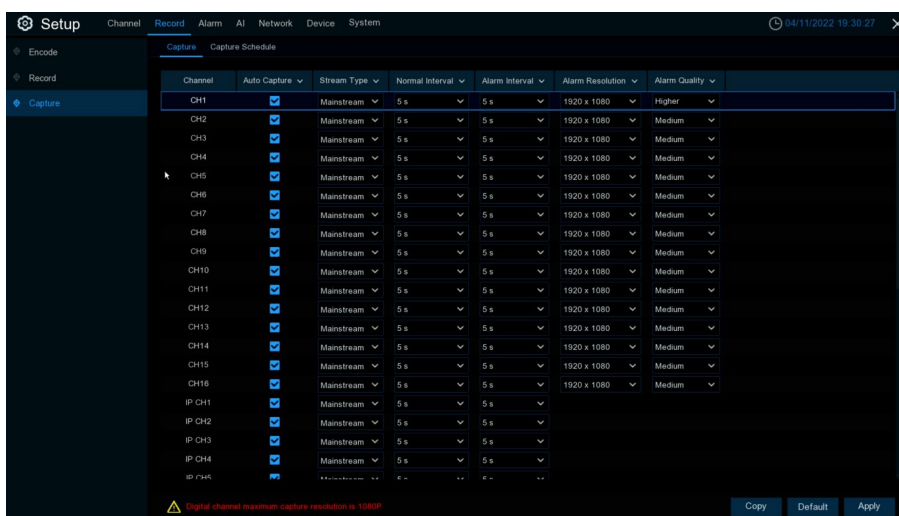 Setup Channel Record Alarm AI Network Device System 04/11/2022 19:30:27
Encode
Record
Capture
Capture Capture Schedule
Channel Auto Capture Stream Type Normal Interval Alarm Interval Alarm Resolution Alarm Quality
CH1 Mainstream 5 s 5 s 1920 x 1080 Higher
CH2 Mainstream 5 s 5 s 1920 x 1080 Medium
CH3 Mainstream 5 s 5 s 1920 x 1080 Medium
CH4 Mainstream 5 s 5 s 1920 x 1080 Medium
CH5 Mainstream 5 s 5 s 1920 x 1080 Medium
CH6 Mainstream 5 s 5 s 1920 x 1080 Medium
CH7 Mainstream 5 s 5 s 1920 x 1080 Medium
CH8 Mainstream 5 s 5 s 1920 x 1080 Medium
CH9 Mainstream 5 s 5 s 1920 x 1080 Medium
CH10 Mainstream 5 s 5 s 1920 x 1080 Medium
CH11 Mainstream 5 s 5 s 1920 x 1080 Medium
CH12 Mainstream 5 s 5 s 1920 x 1080 Medium
CH13 Mainstream 5 s 5 s 1920 x 1080 Medium
CH14 Mainstream 5 s 5 s 1920 x 1080 Medium
CH15 Mainstream 5 s 5 s 1920 x 1080 Medium
CH16 Mainstream 5 s 5 s 1920 x 1080 Medium
IP CH1 Mainstream 5 s 5 s
IP CH2 Mainstream 5 s 5 s
IP CH3 Mainstream 5 s 5 s
IP CH4 Mainstream 5 s 5 s
IP CH5 Mainstream 5 s 5 s
Digital channel maximum capture resolution is 1080P.
Copy Default Apply